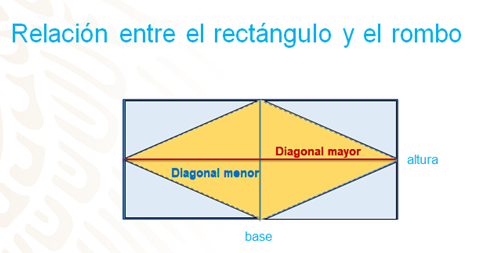 Relación entre el rectángulo y el rombo
Diagonal mayor
altura
Diagonal menor
base